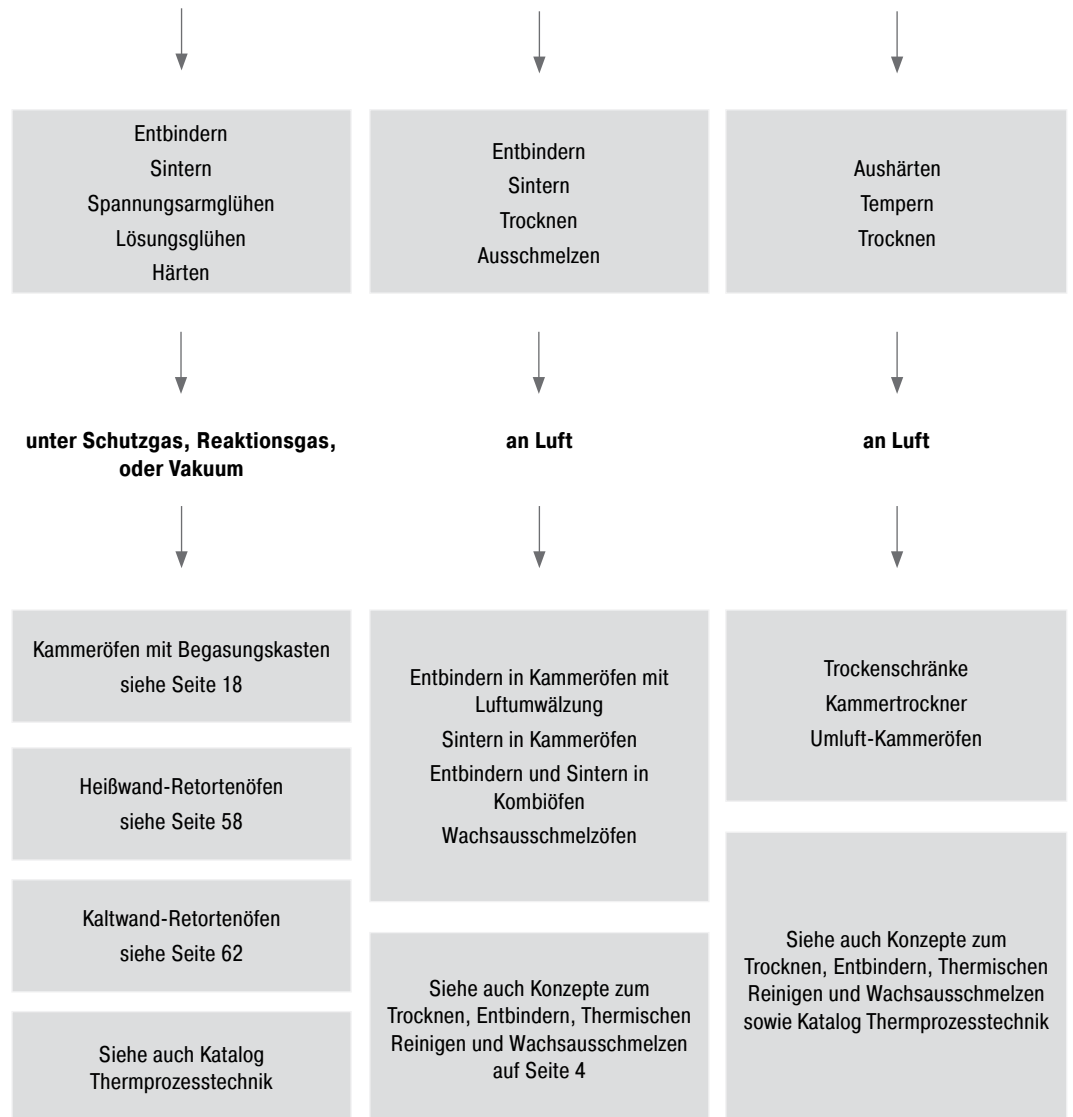 Entbindern
Sintern
Spannungsarmglühen
Lösungsglühen
Härten
Entbindern
Sintern
Trocknen
Ausschmelzen
Aushärten
Tempern
Trocknen
unter Schutzgas, Reaktionsgas,
oder Vakuum
an Luft
an Luft
Kammeröfen mit Begasungskasten
siehe Seite 18
Heißwand-Retortenöfen
siehe Seite 58
Kaltwand-Retortenöfen
siehe Seite 62
Siehe auch Katalog
Thermprozesstechnik
Entbindern in Kammeröfen mit
Luftumwälzung
Sintern in Kammeröfen
Entbindern und Sintern in
Kombiöfen
Wachsausschmelzöfen
Siehe auch Konzepte zum
Trocknen, Entbindern, Thermischen
Reinigen und Wachsausschmelzen
auf Seite 4
Trockenschränke
Kammertrockner
Umluft-Kammeröfen
Siehe auch Konzepte zum
Trocknen, Entbindern, Thermischen
Reinigen und Wachsausschmelzen
sowie Katalog Thermprozesstechnik